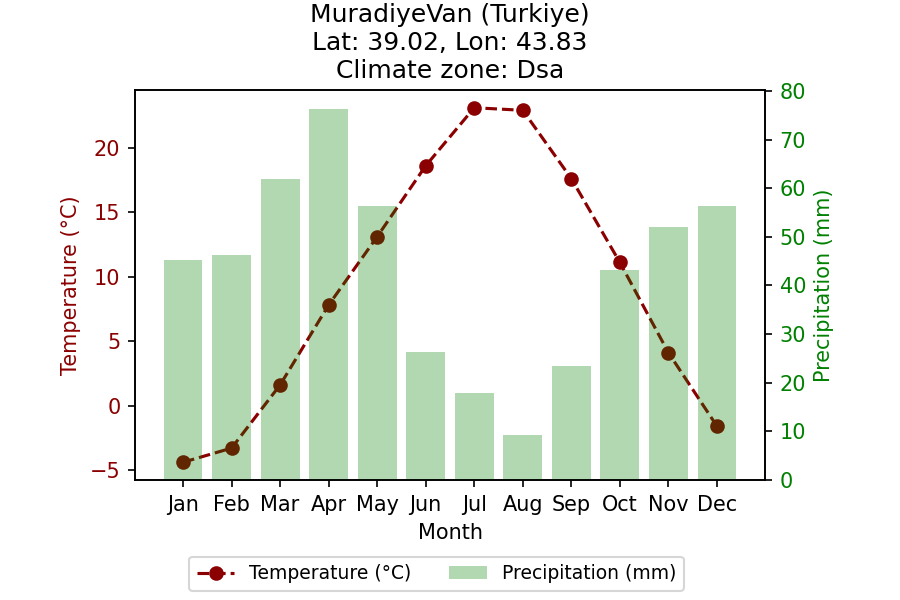 MuradiyeVan (Turkiye)
Lat: 39.02, Lon: 43.83
Climate zone: Dsa
Temperature (°C)
20
15
10
5
0
−5
80
70
60
50
40
30
20
10
0
Precipitation (mm)
Jan Feb Mar Apr May Jun Jul Aug Sep Oct Nov Dec
Month
Temperature (°C) Precipitation (mm)